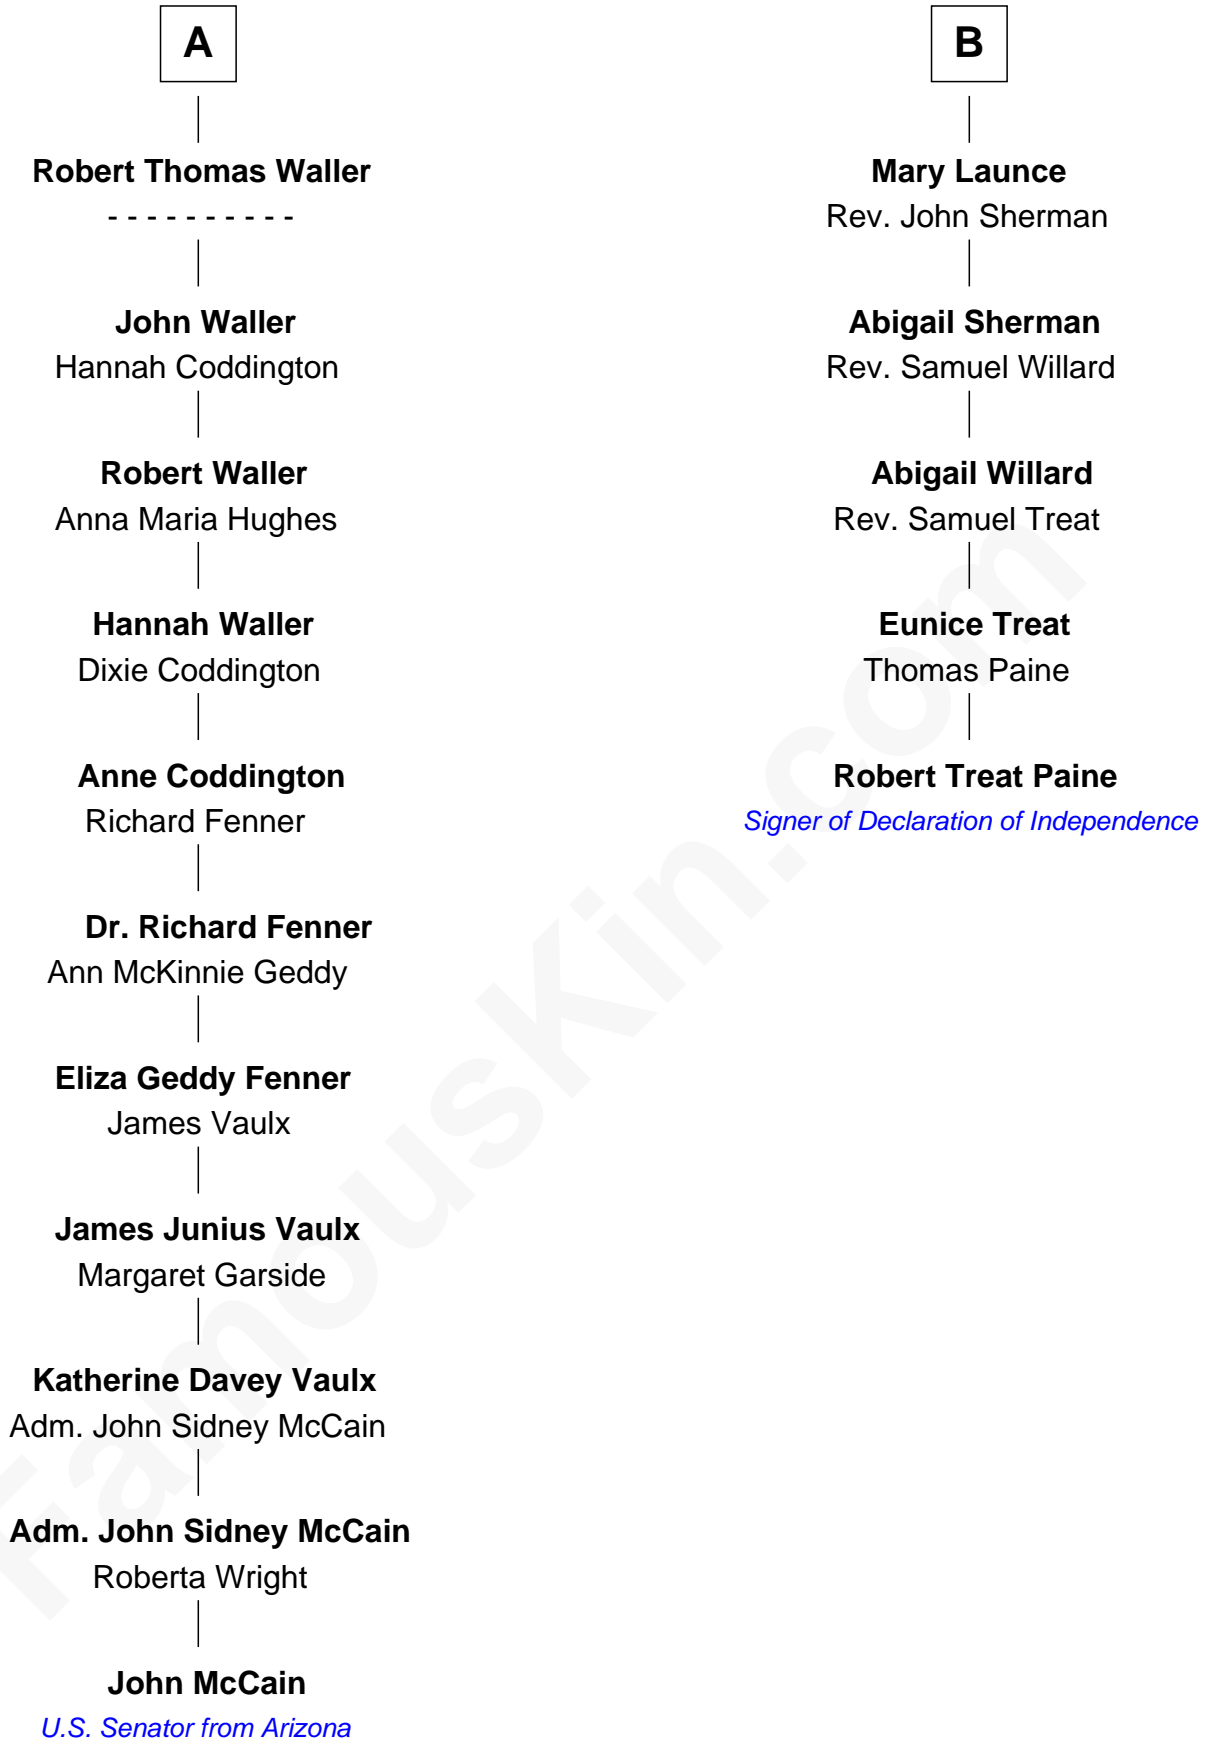 A
Robert Thomas Waller
- - - - - - - - - -
John Waller
Hannah Coddington
Robert Waller
Anna Maria Hughes
Hannah Waller
Dixie Coddington
Anne Coddington
Richard Fenner
Dr. Richard Fenner
Ann McKinnie Geddy
Eliza Geddy Fenner
James Vaulx
James Junius Vaulx
Margaret Garside
Katherine Davey Vaulx
Adm. John Sidney McCain
Adm. John Sidney McCain
Roberta Wright
John McCain
U.S. Senator from Arizona
B
Mary Launce
Rev. John Sherman
Abigail Sherman
Rev. Samuel Willard
Abigail Willard
Rev. Samuel Treat
Eunice Treat
Thomas Paine
Robert Treat Paine
Signer of Declaration of Independence
FamousKin.com